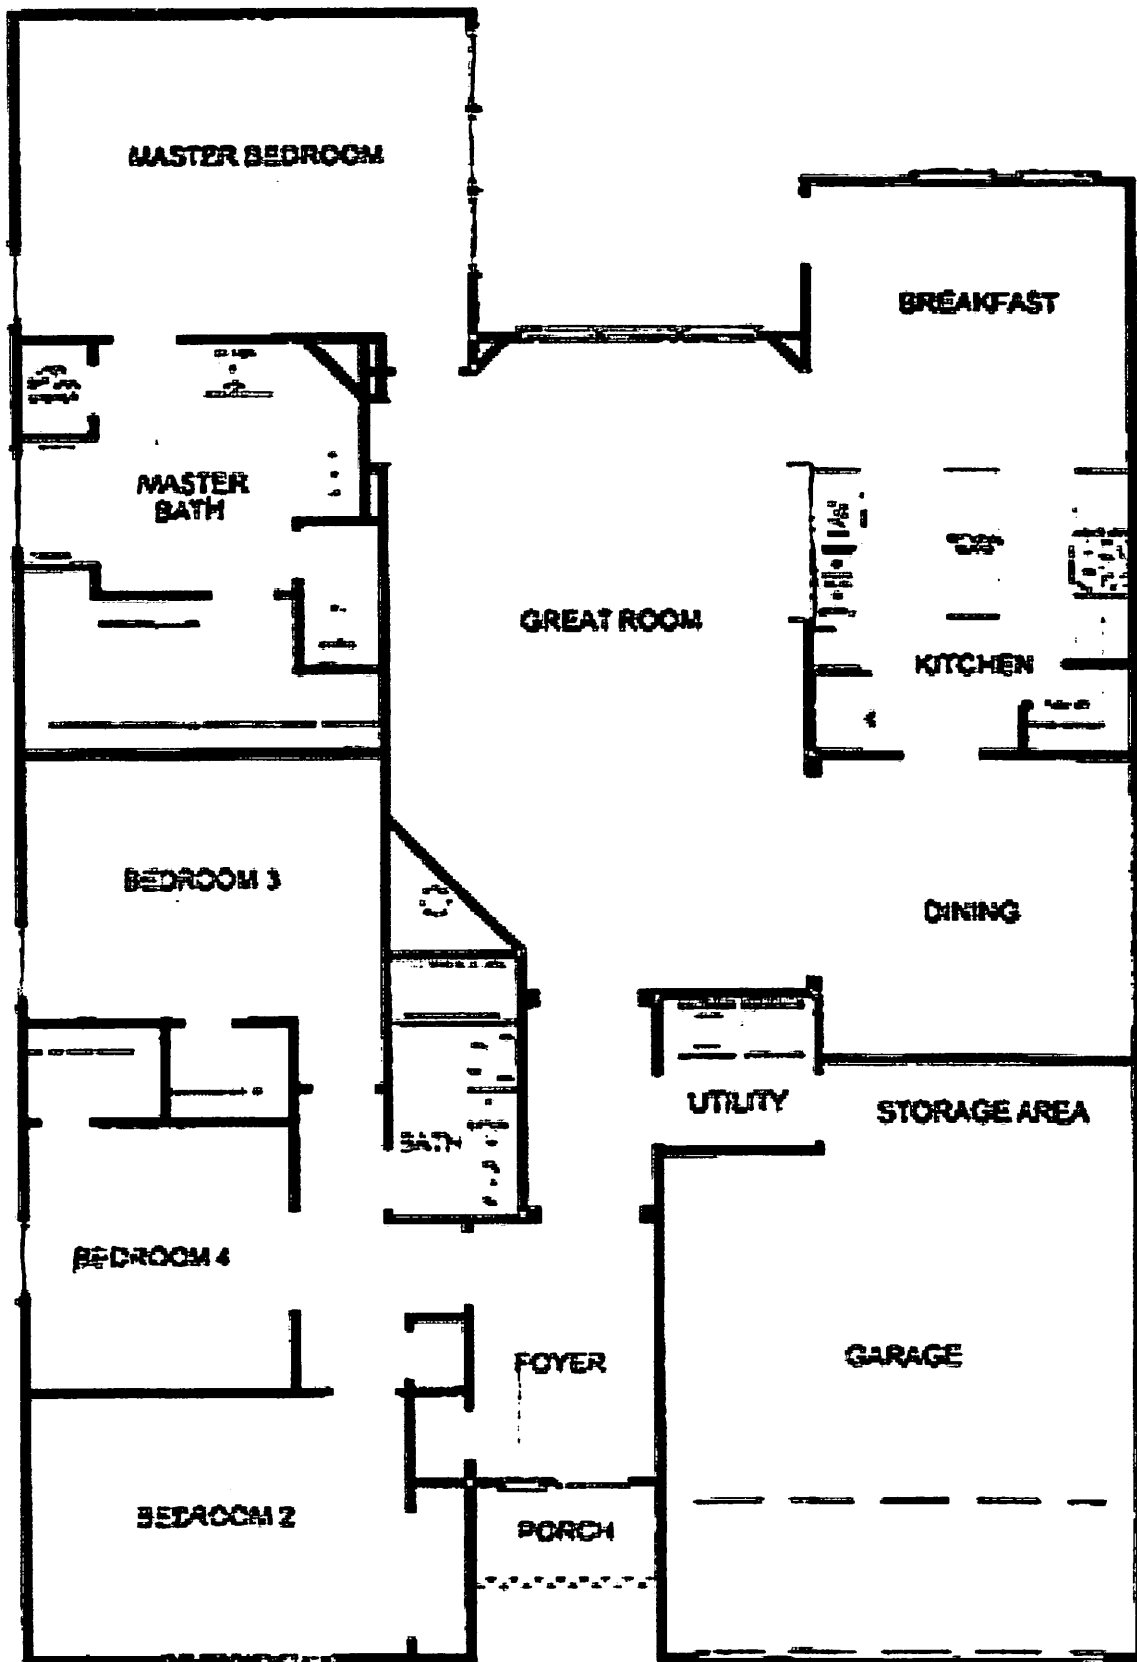 MASTER BEDROOM
BREAKFAST
MASTER
BATH
GREAT ROOM
KITCHEN
BEDROOM 3
DINING
UTILITY
STORAGE AREA
BATH
BEDROOM 4
FOYER
GARAGE
BEDROOM 2
PORCH